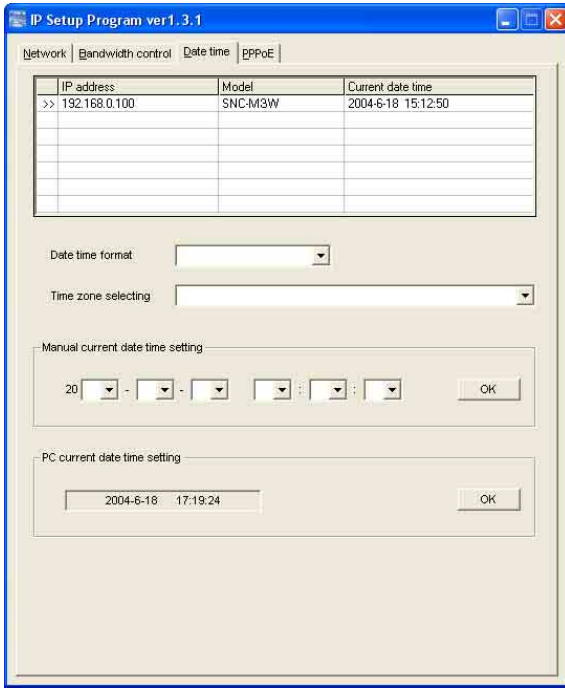 IP Setup Program ver1.3.1
Network Bandwidth control Date time PPPoE
IP address Model Current date time
>> 192.168.0.100 SNC-M3W 2004-6-18 15:12:50
Date time format
Time zone selecting
Manual current date time setting
20 - - : : OK
PC current date time setting
2004-6-18 17:19:24 OK